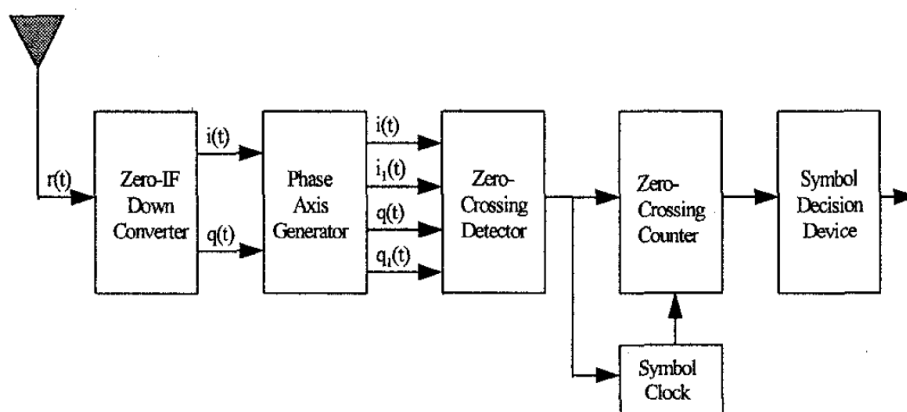 r(t)
Zero-IF
Down
Converter
i(t)
q(t)
Phase
Axis
Generator
i(t)
i₁(t)
q(t)
q₁(t)
Zero-
Crossing
Detector
Zero-
Crossing
Counter
Symbol
Decision
Device
Symbol
Clock